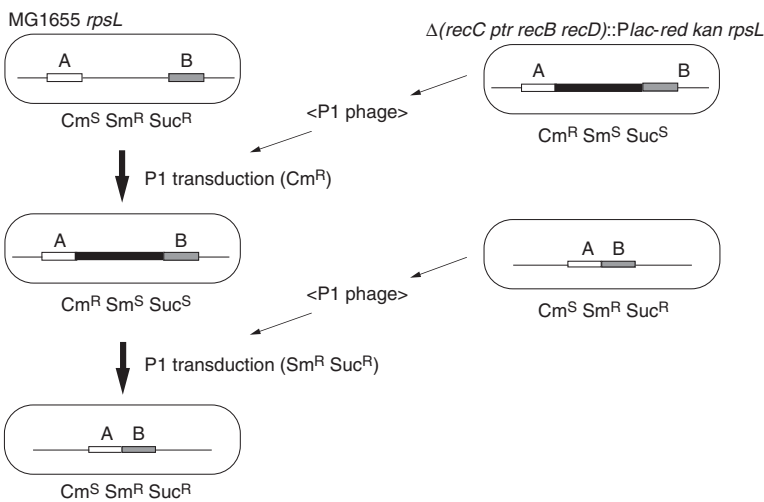 MG1655 rpsL
Δ(recC ptr recB recD)::Plac-red kan rpsL
A B
A B
CmS SmR SucR
<P1 phage>
CmR SmS SucS
P1 transduction (CmR)
A B
A B
CmR SmS SucS
<P1 phage>
CmS SmR SucR
P1 transduction (SmR SucR)
A B
CmS SmR SucR